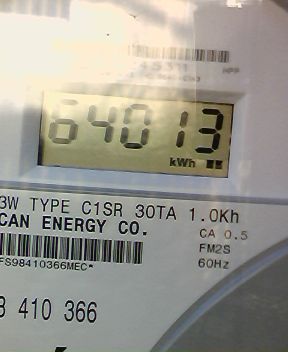 64013
kWh
3W TYPE C1SR 30TA 1.0Kh
CAN ENERGY CO.
CA 0.5
FM2S
FS98410366MEC*
60Hz
8 410 366